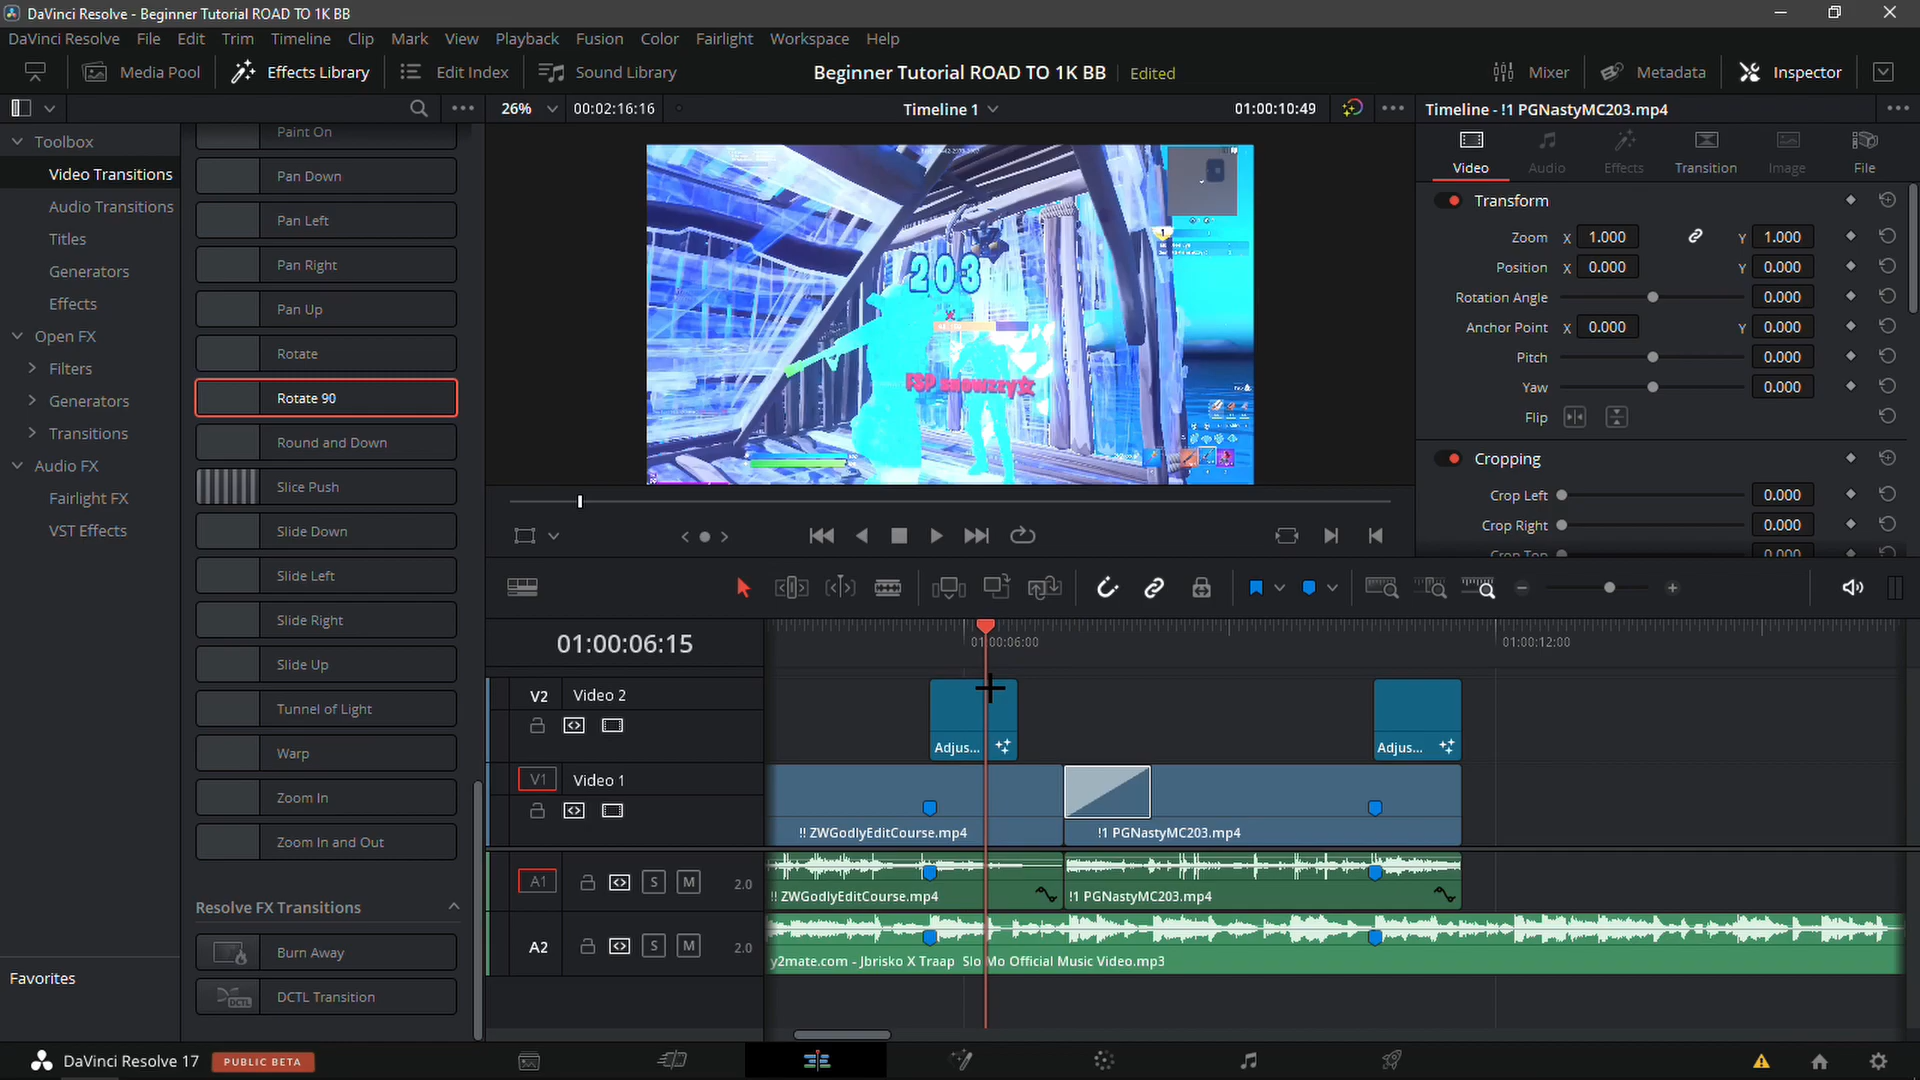 DaVinci Resolve - Beginner Tutorial ROAD TO 1K BB
DaVinci Resolve File Edit Trim Timeline Clip Mark View Playback Fusion Color Fairlight Workspace Help
Media Pool Effects Library Edit Index Sound Library Beginner Tutorial ROAD TO 1K BB Edited Mixer Metadata Inspector
26% 00:02:16:16 Timeline 1 01:00:10:49 Timeline - !1 PGNastyMC203.mp4
Toolbox
Video Transitions
Audio Transitions
Titles
Generators
Effects
Open FX
Filters
Generators
Transitions
Audio FX
Fairlight FX
VST Effects
Favorites
Paint On
Pan Down
Pan Left
Pan Right
Pan Up
Rotate
Rotate 90
Round and Down
Slice Push
Slide Down
Slide Left
Slide Right
Slide Up
Tunnel of Light
Warp
Zoom In
Zoom In and Out
Resolve FX Transitions
Burn Away
DCTL
DCTL Transition
203
FSP snowzzy
Video Audio Effects Transition Image File
Transform
Zoom X 1.000 Y 1.000
Position X 0.000 Y 0.000
Rotation Angle 0.000
Anchor Point X 0.000 Y 0.000
Pitch 0.000
Yaw 0.000
Flip
Cropping
Crop Left 0.000
Crop Right 0.000
Crop Top 0.000
01:00:06:15
01:00:06:00
01:00:12:00
V2 Video 2
Adjus...
Adjus...
V1 Video 1
!! ZWGodlyEditCourse.mp4
!1 PGNastyMC203.mp4
A1 S M 2.0
!! ZWGodlyEditCourse.mp4
!1 PGNastyMC203.mp4
A2 S M 2.0
y2mate.com - Jbrisko X Traap Slo Mo Official Music Video.mp3
DaVinci Resolve 17 PUBLIC BETA